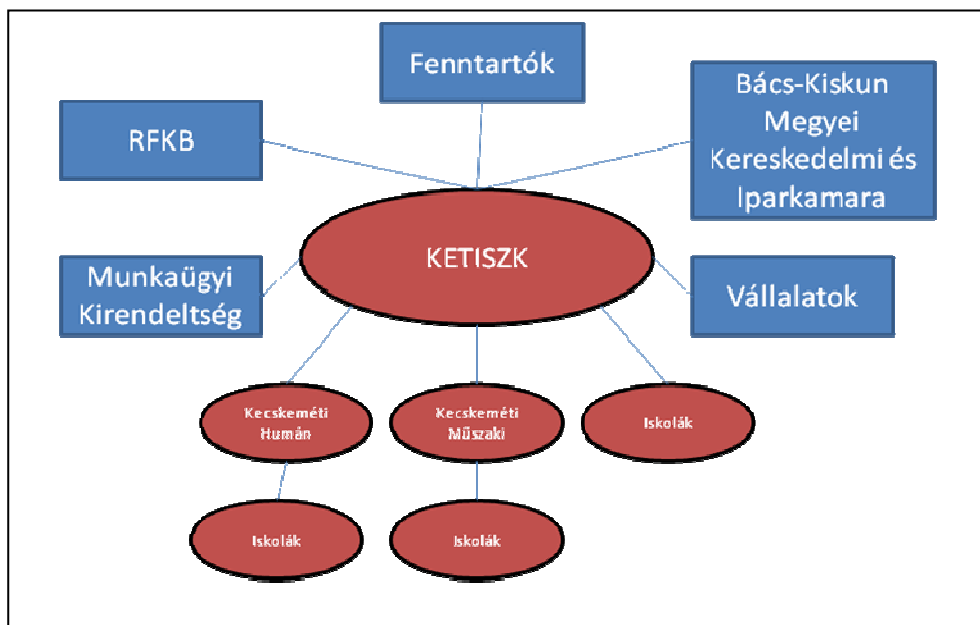 Fenntartók
RFKB
Bács-Kiskun
Megyei
Kereskedelmi és
Iparkamara
KETISZK
Munkaügyi
Kirendeltség
Vállalatok
Kecskeméti
Humán
Kecskeméti
Műszaki
Iskolák
Iskolák
Iskolák